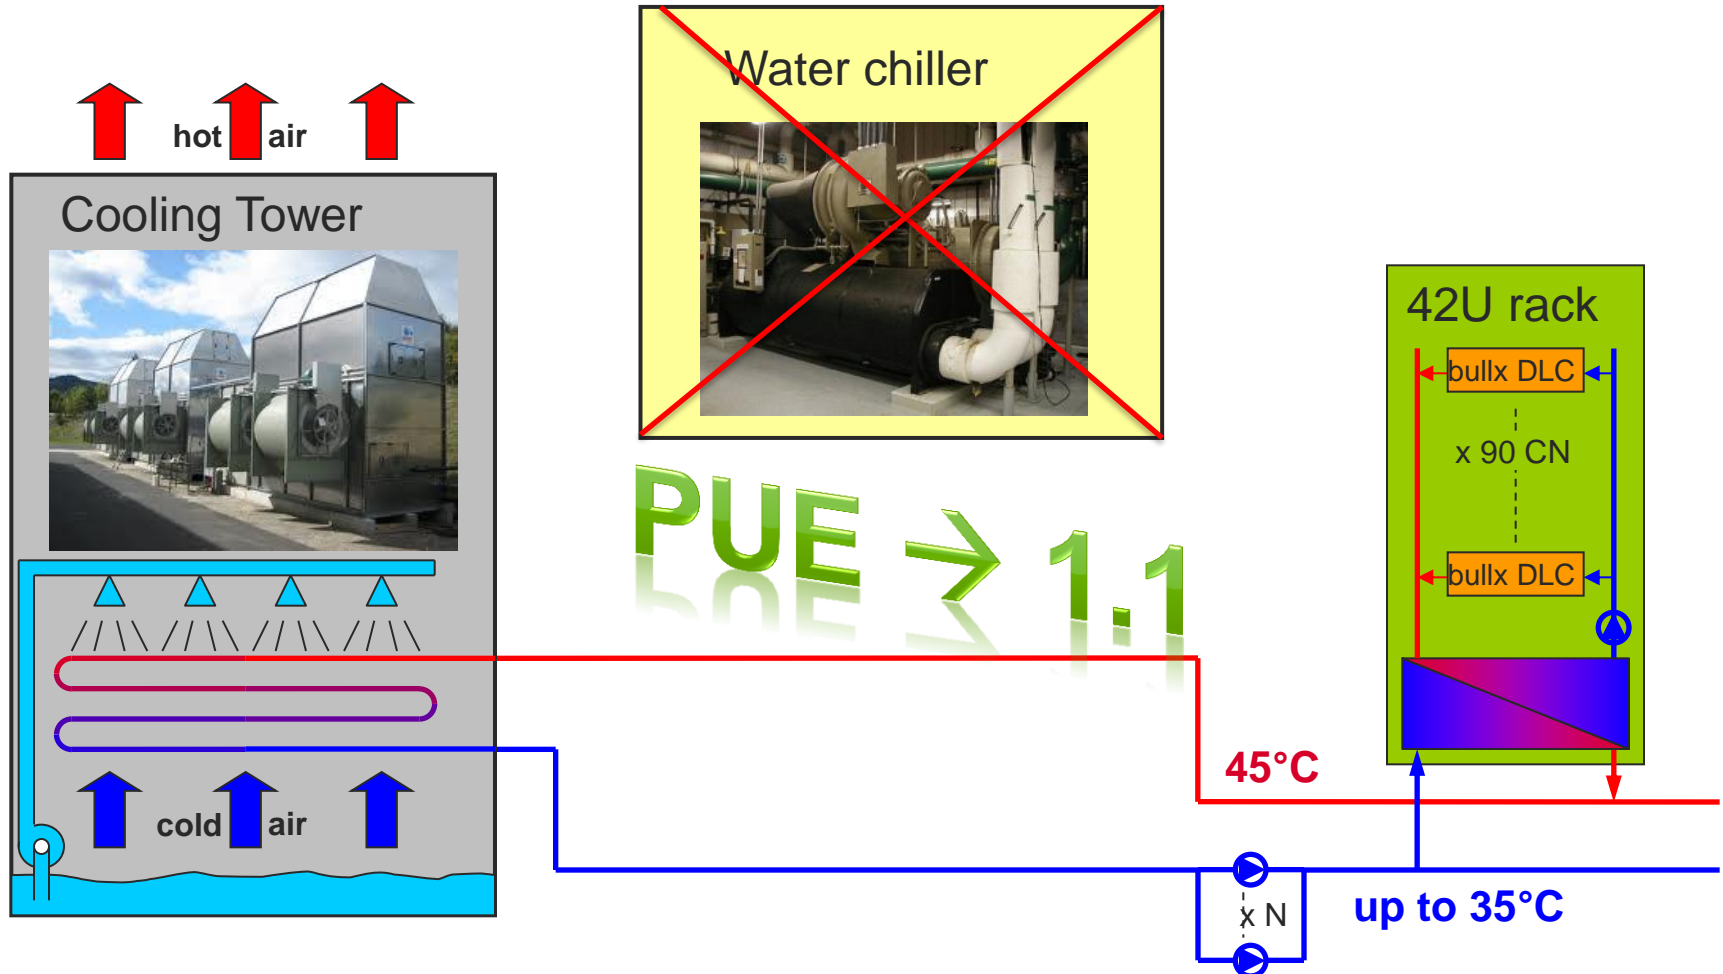 Water chiller
hot air
Cooling Tower
42U rack
bullx DLC
x 90 CN
bullx DLC
PUE → 1.1
45°C
cold air
up to 35°C
x N